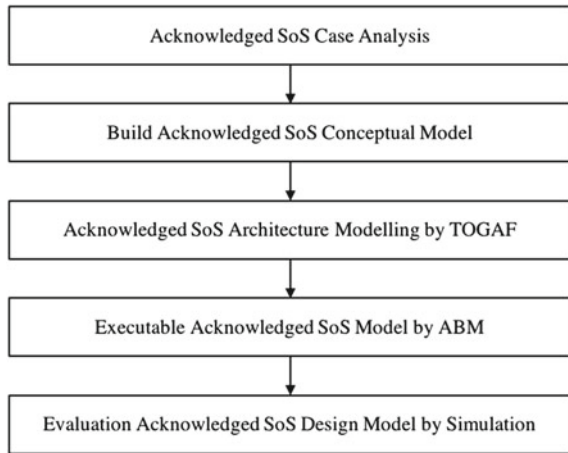 Acknowledged SoS Case Analysis
Build Acknowledged SoS Conceptual Model
Acknowledged SoS Architecture Modelling by TOGAF
Executable Acknowledged SoS Model by ABM
Evaluation Acknowledged SoS Design Model by Simulation